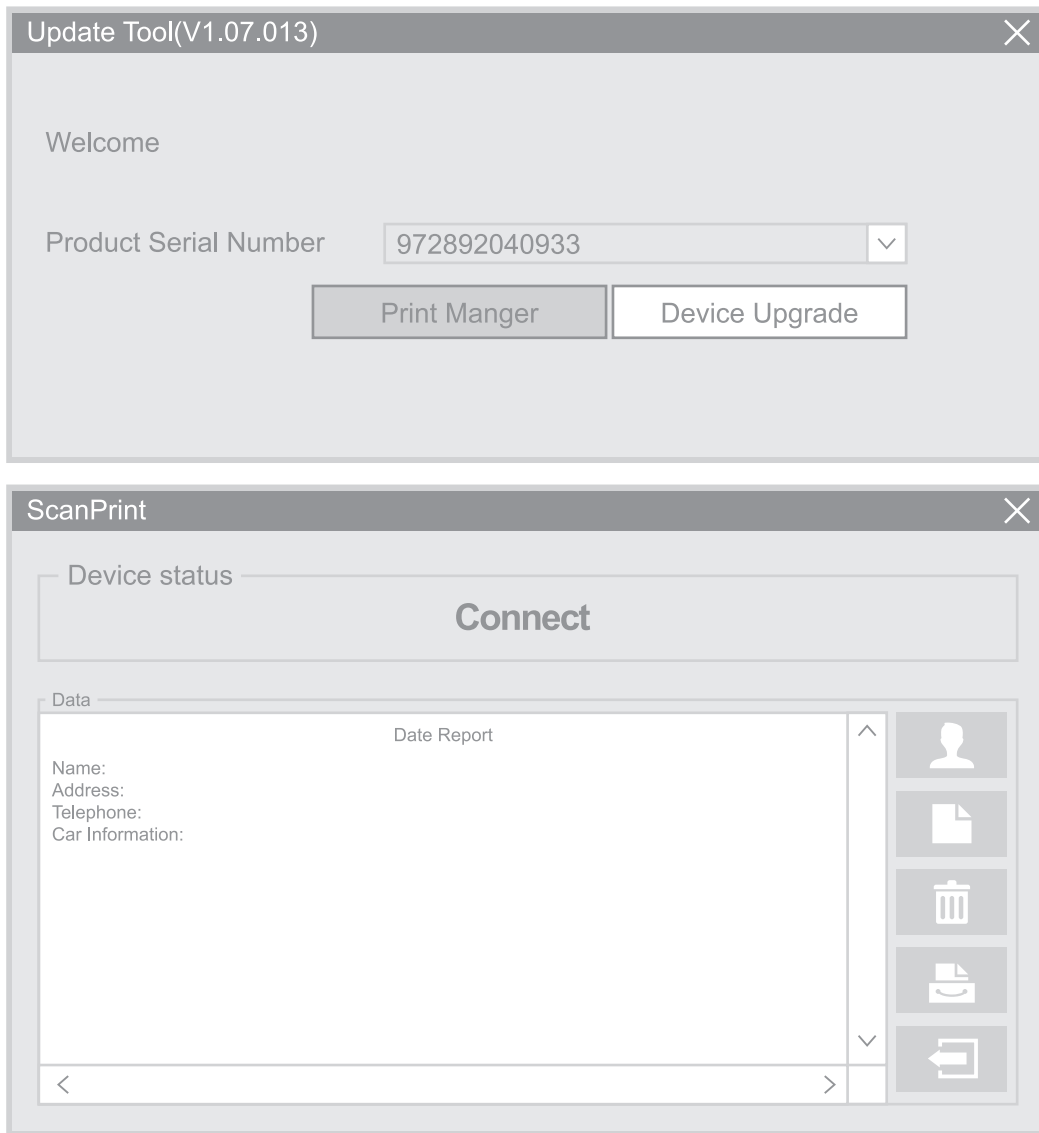 Update Tool(V1.07.013)
Welcome
Product Serial Number 972892040933
Print Manger Device Upgrade
ScanPrint
Device status
Connect
Data
Date Report
Name:
Address:
Telephone:
Car Information: